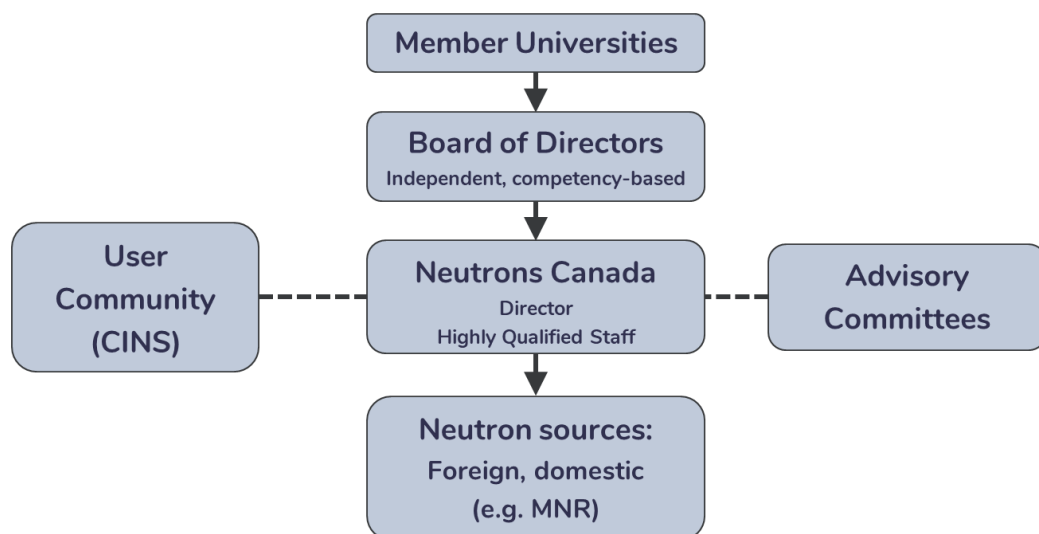 Member Universities
Board of Directors
Independent, competency-based
User
Community
(CINS)
Neutrons Canada
Director
Highly Qualified Staff
Advisory
Committees
Neutron sources:
Foreign, domestic
(e.g. MNR)